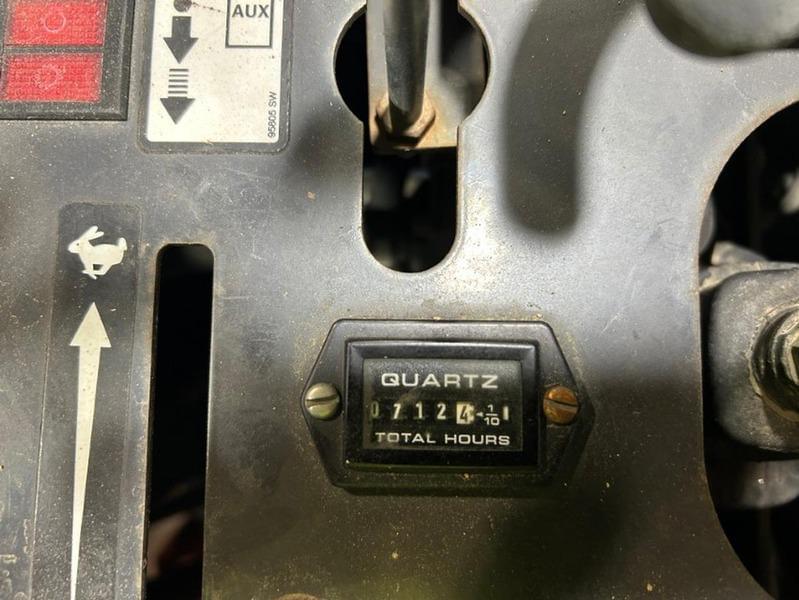 AUX
95605 SW
QUARTZ
0 7 1 2 4 1/10
TOTAL HOURS